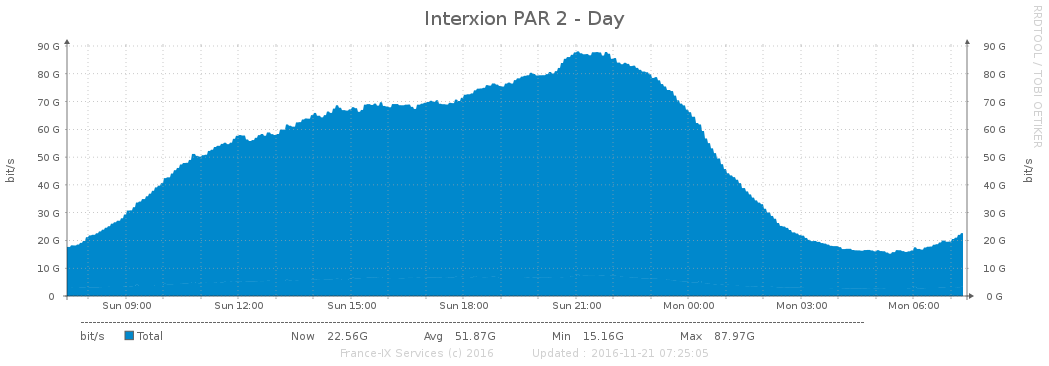 Interxion PAR 2 - Day
RRDTOOL / TOBI OETIKER
90 G 90 G
80 G 80 G
70 G 70 G
60 G 60 G
50 G 50 G
40 G 40 G
30 G 30 G
20 G 20 G
10 G 10 G
0 0 G
bit/s bit/s
Sun 09:00 Sun 12:00 Sun 15:00 Sun 18:00 Sun 21:00 Mon 00:00 Mon 03:00 Mon 06:00
bit/s Total Now 22.56G Avg 51.87G Min 15.16G Max 87.97G
France-IX Services (c) 2016 Updated : 2016-11-21 07:25:05